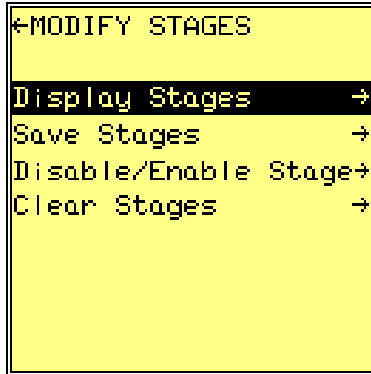 ←MODIFY STAGES
Display Stages →
Save Stages →
Disable/Enable Stage→
Clear Stages →